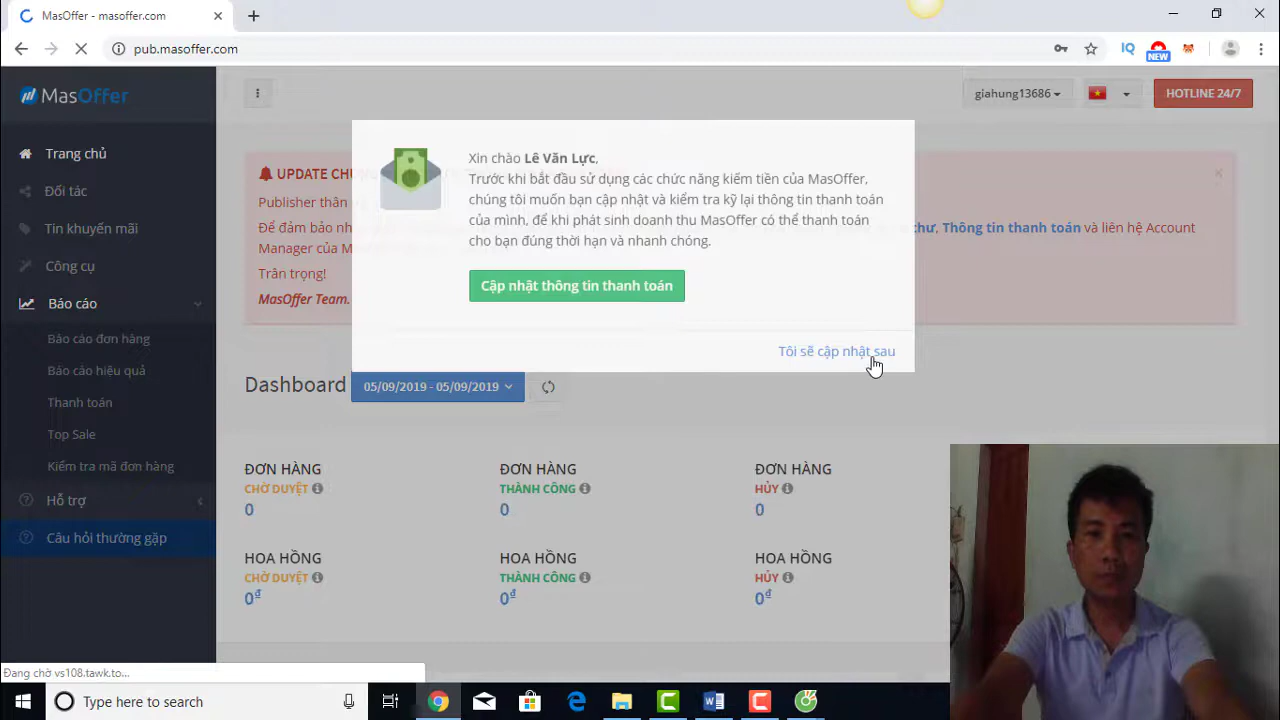 MasOffer - masoffer.com
pub.masoffer.com
NEW
MasOffer
giahung13686
HOTLINE 24/7
Trang chủ
Đối tác
Tin khuyến mãi
Công cụ
Báo cáo
Báo cáo đơn hàng
Báo cáo hiệu quả
Thanh toán
Top Sale
Kiểm tra mã đơn hàng
Hỗ trợ
Câu hỏi thường gặp
UPDATE
Publisher thân
Để đảm bảo
Manager của
Trân trọng!
MasOffer Team.
thư, Thông tin thanh toán và liên hệ Account
Xin chào Lê Văn Lực,
Trước khi bắt đầu sử dụng các chức năng kiếm tiền của MasOffer,
chúng tôi muốn bạn cập nhật và kiểm tra kỹ lại thông tin thanh toán
của mình, để khi phát sinh doanh thu MasOffer có thể thanh toán
cho bạn đúng thời hạn và nhanh chóng.
Cập nhật thông tin thanh toán
Tôi sẽ cập nhật sau
Dashboard
05/09/2019 - 05/09/2019
ĐƠN HÀNG ĐƠN HÀNG ĐƠN HÀNG
CHỜ DUYỆT THÀNH CÔNG HỦY
0 0 0
HOA HỒNG HOA HỒNG HOA HỒNG
CHỜ DUYỆT THÀNH CÔNG HỦY
0₫ 0₫ 0₫
Đang chờ vs108.tawk.to...
Type here to search